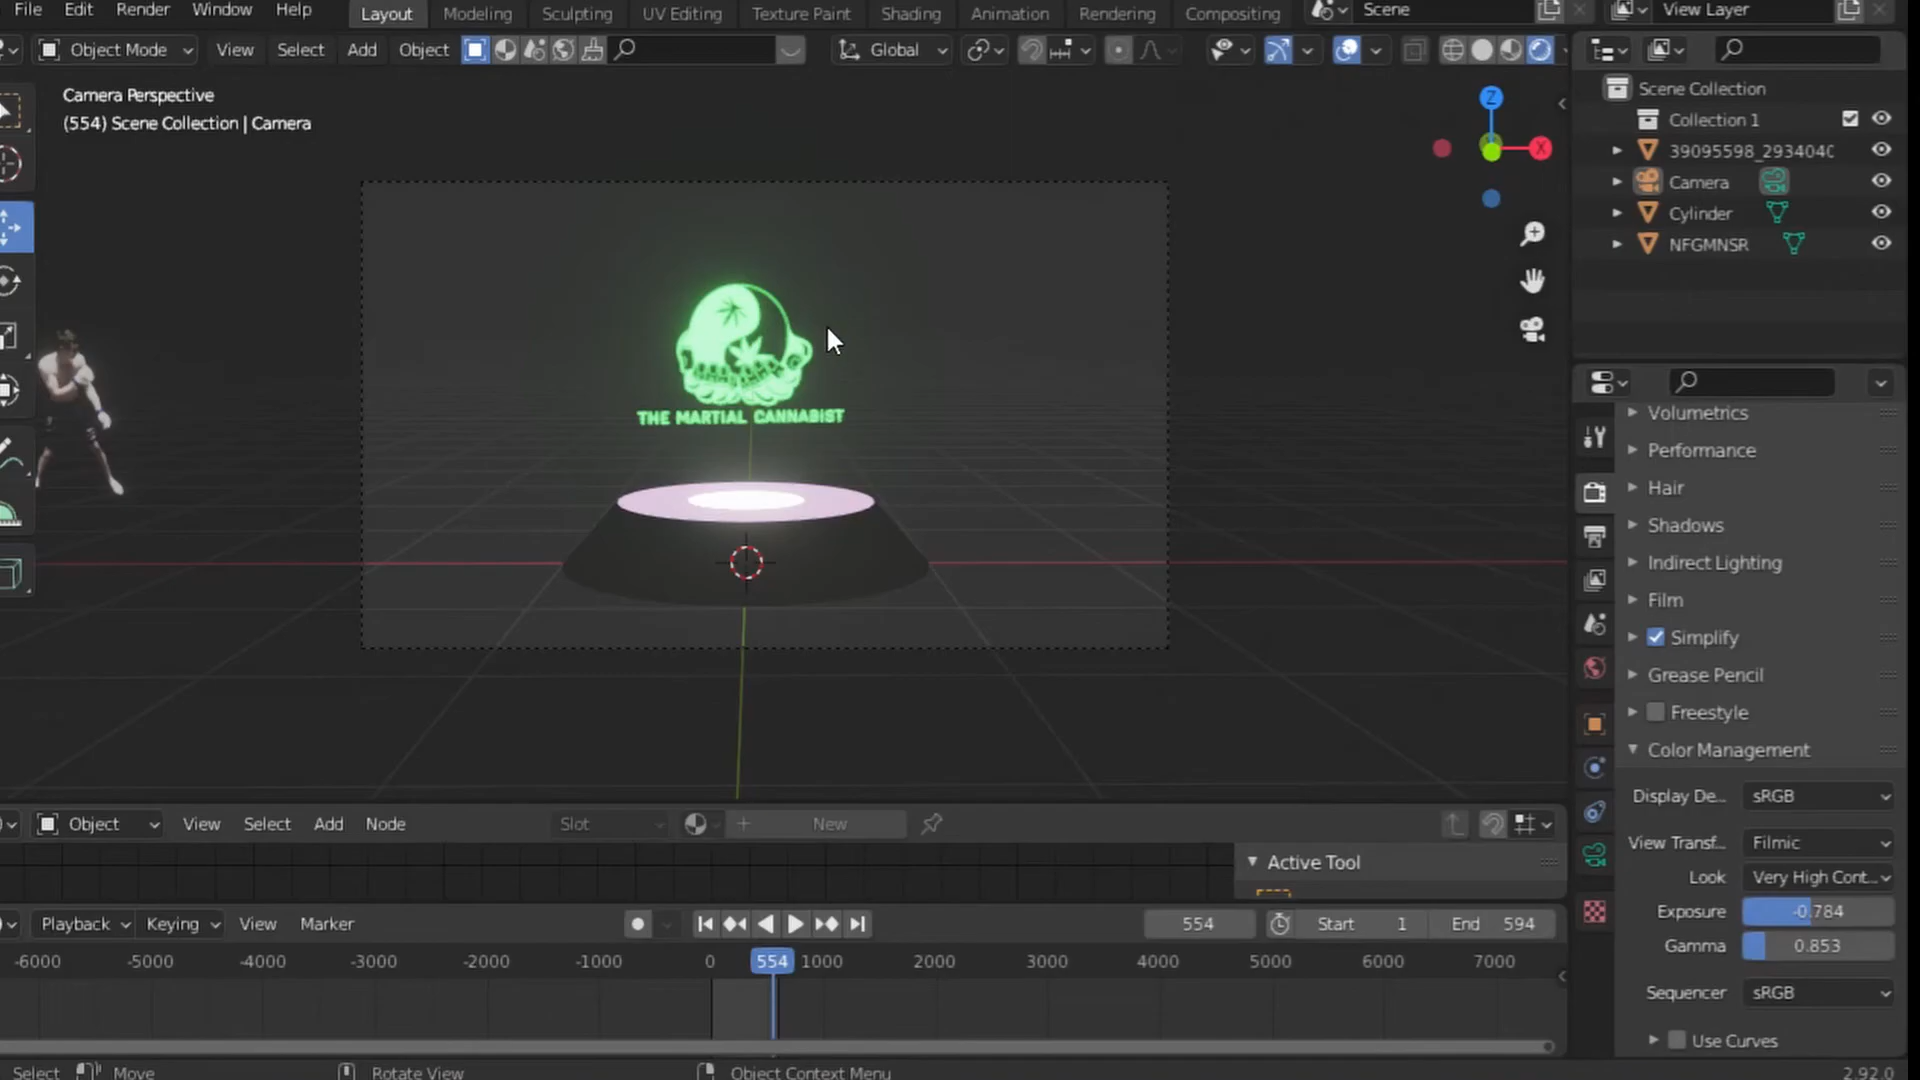 File Edit Render Window Help Layout Modeling Sculpting UV Editing Texture Paint Shading Animation Rendering Compositing Scene View Layer
Object Mode View Select Add Object Global
Camera Perspective
(554) Scene Collection | Camera
Z
X
THE MARTIAL CANNABIST
Scene Collection
Collection 1
39095598_293404C
Camera
Cylinder
NFGMNSR
Volumetrics
Performance
Hair
Shadows
Indirect Lighting
Film
Simplify
Grease Pencil
Freestyle
Color Management
Display De... sRGB
View Transf... Filmic
Look Very High Cont...
Exposure -0.784
Gamma 0.853
Sequencer sRGB
Use Curves
Object View Select Add Node Slot New
Active Tool
Playback Keying View Marker 554 Start 1 End 594
-6000 -5000 -4000 -3000 -2000 -1000 0 554 1000 2000 3000 4000 5000 6000 7000
Select Move Rotate View Object Context Menu 2.92.0